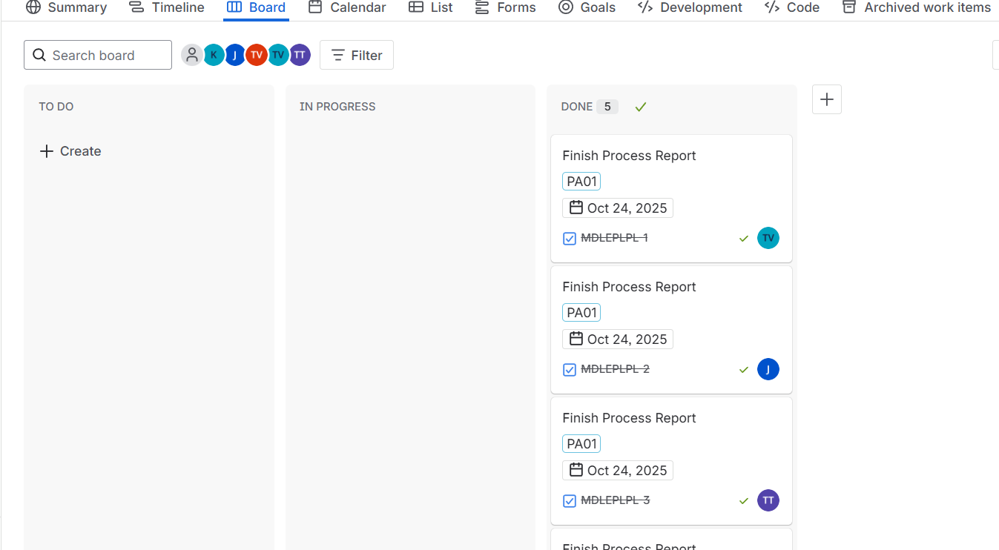 Summary Timeline Board Calendar List Forms Goals Development Code Archived work items
Search board K J TV TV TT Filter
TO DO IN PROGRESS DONE 5
Create
Finish Process Report
PA01
Oct 24, 2025
MDLEPLPL-1 TV
Finish Process Report
PA01
Oct 24, 2025
MDLEPLPL-2 J
Finish Process Report
PA01
Oct 24, 2025
MDLEPLPL-3 TT
Finish Process Report